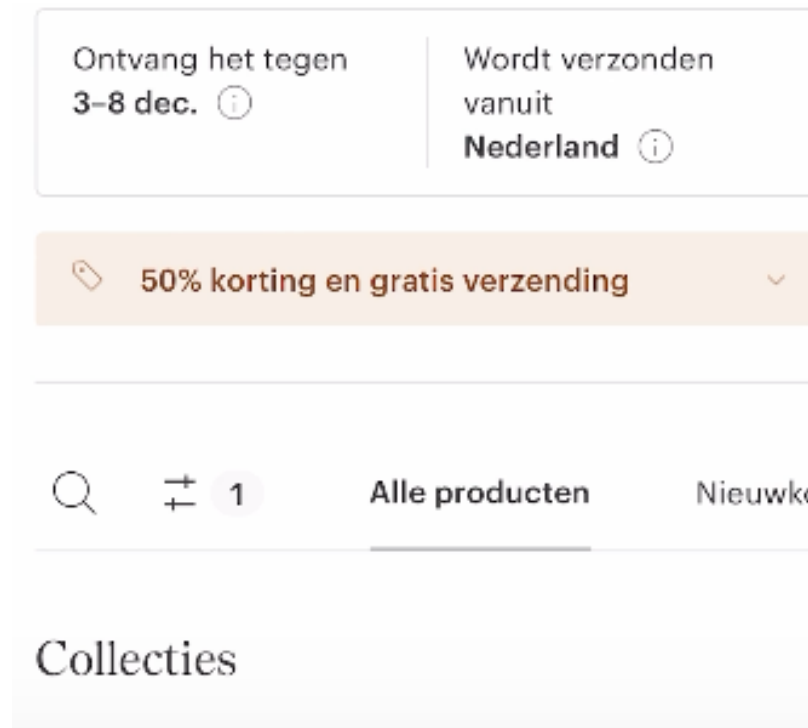 Ontvang het tegen
3–8 dec.
Wordt verzonden
vanuit
Nederland
50% korting en gratis verzending
1
Alle producten
Collecties